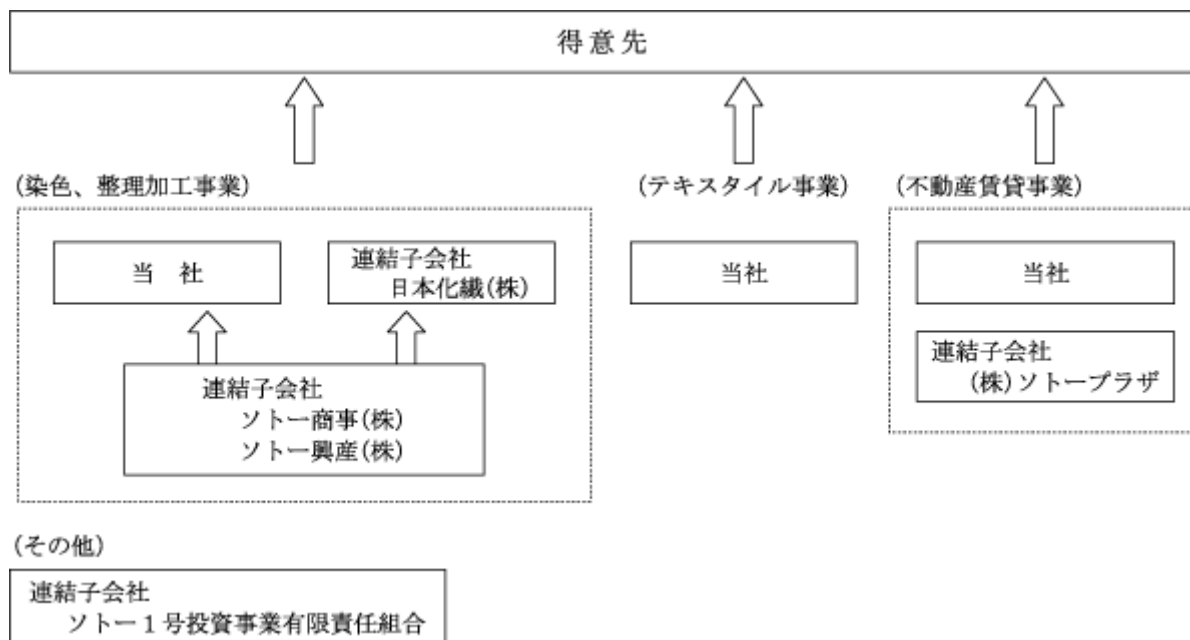 得意先
(染色、整理加工事業)
(テキスタイル事業)
(不動産賃貸事業)
当 社
連結子会社
日本化繊(株)
当社
当社
連結子会社
ソトー商事(株)
ソトー興産(株)
連結子会社
(株)ソトープラザ
(その他)
連結子会社
ソトー１号投資事業有限責任組合